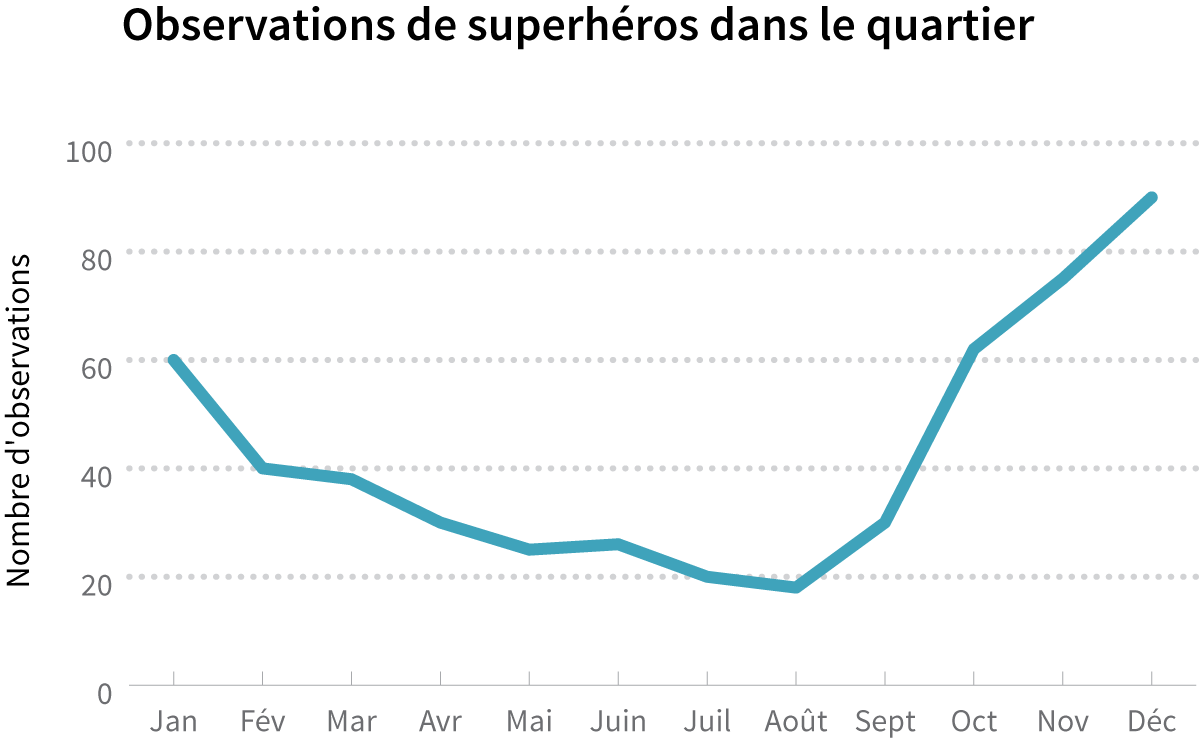 Observations de superhéros dans le quartier
Nombre d'observations
100
80
60
40
20
0
Jan Fév Mar Avr Mai Juin Juil Août Sept Oct Nov Déc